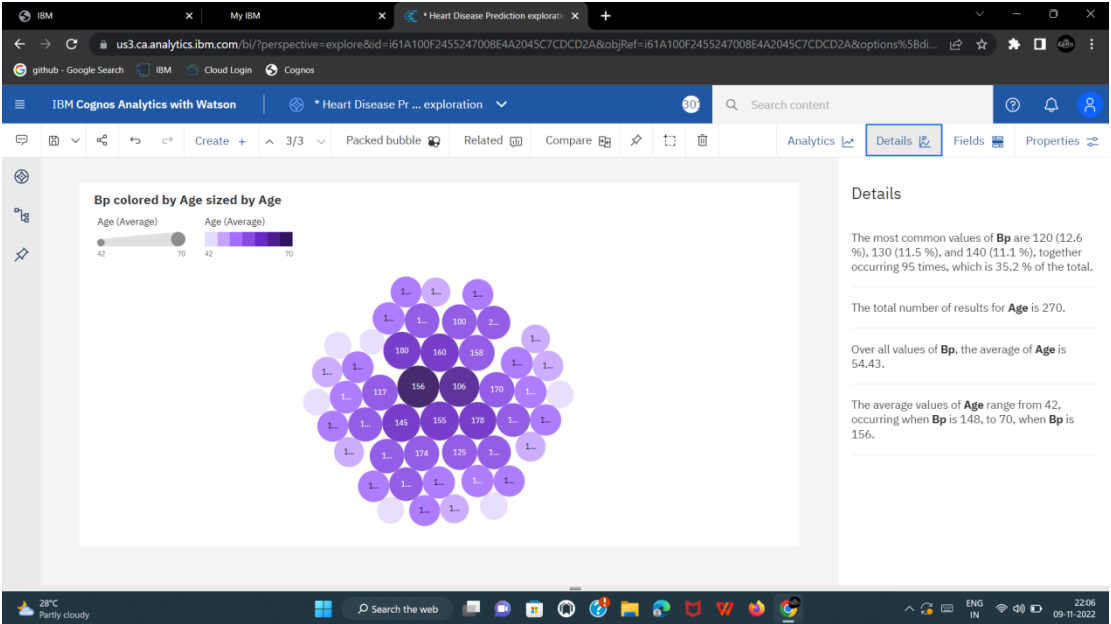 IBM
My IBM
* Heart Disease Prediction explorati
us3.ca.analytics.ibm.com/bi/?perspective=explore&id=i61A100F2455247008E4A2045C7CDCD2A&objRef=i61A100F2455247008E4A2045C7CDCD2A&options%5Bdi...
github - Google Search IBM Cloud Login Cognos
IBM Cognos Analytics with Watson
* Heart Disease Pr ... exploration
Search content
Create + 3/3 Packed bubble Related Compare
Analytics Details Fields Properties
Bp colored by Age sized by Age
Age (Average) Age (Average)
42 70 42 70
1... 1... 1...
1... 1... 100 2...
1...
180 160 158
1... 1... 1... 1...
156 106
1... 117 170 1...
1... 1... 145 155 178 1... 1...
1... 1... 174 125 1... 1...
1... 1... 1... 1... 1...
1... 1...
Details
The most common values of Bp are 120 (12.6
%), 130 (11.5 %), and 140 (11.1 %), together
occurring 95 times, which is 35.2 % of the total.
The total number of results for Age is 270.
Over all values of Bp, the average of Age is
54.43.
The average values of Age range from 42,
occurring when Bp is 148, to 70, when Bp is
156.
28°C
Partly cloudy
Search the web
ENG
IN
22:06
09-11-2022